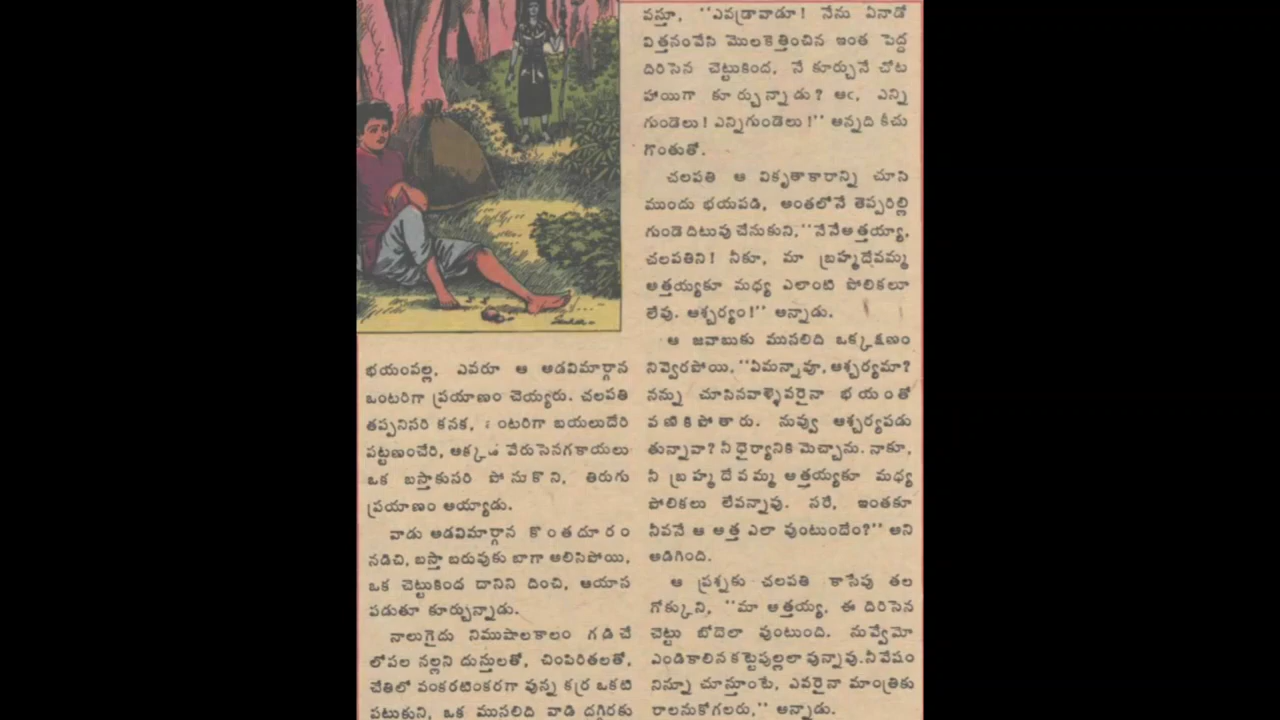 భయంవల్ల, ఎవరూ ఆ అడవిమార్గాన
ఒంటరిగా ప్రయాణం చెయ్యరు. చలపతి
తప్పనిసరి కనక, ఒంటరిగా బయలుదేరి
పట్టణంచేరి, అక్కడ వేరుసెనగకాయలు
ఒక బస్తాకుసరి పోనుకొని, తిరుగు
ప్రయాణం అయ్యాడు.
వాడు అడవిమార్గాన కొంతదూరం
నడిచి, బస్తా బరువుకు బాగా అలిసిపోయి,
ఒక చెట్టుకింద దానిని దించి, ఆయాస
పడుతూ కూర్చున్నాడు.
నాలుగైదు నిముషాలకాలం గడిచే
లోపల నల్లని దుస్తులతో, చింపిరితలతో,
చేతిలో వంకరటింకరగా వున్న కర్ర ఒకటి
పట్టుకుని, ఒక ముసలిది వాడి దగ్గిరకు
వస్తూ, "ఎవడ్రావాడూ! నేను ఏనాడో
విత్తనంవేసి మొలకెత్తించిన ఇంత పెద్ద
దిరిసెన చెట్టుకింద, నే కూర్చునే చోట
హాయిగా కూర్చున్నాడు? ఆఁ, ఎన్ని
గుండెలు! ఎన్నిగుండెలు!" అన్నది కీచు
గొంతుతో.
చలపతి ఆ వికృతాకారాన్ని చూసి
ముందు భయపడి, అంతలోనే తెప్పరిల్లి
గుండె దిటువు చేసుకుని, "నేనేఅత్తయ్యా,
చలపతిని! నీకూ, మా బ్రహ్మదేవమ్మ
అత్తయ్యకూ మధ్య ఎలాంటి పోలికలూ
లేవు. ఆశ్చర్యం!" అన్నాడు.
ఆ జవాబుకు ముసలిది ఒక్కక్షణం
నివ్వెరపోయి, "ఏమన్నావూ, ఆశ్చర్యమా?
నన్ను చూసినవాళ్ళెవరైనా భయంతో
వణికిపోతారు. నువ్వు ఆశ్చర్యపడు
తున్నావా? నీ ధైర్యానికి మెచ్చాను. నాకూ,
నీ బ్రహ్మదేవమ్మ అత్తయ్యకూ మధ్య
పోలికలు లేవన్నావు. సరే, ఇంతకూ
నీవనే ఆ అత్త ఎలా వుంటుందేం?" అని
అడిగింది.
ఆ ప్రశ్నకు చలపతి కాసేపు తల
గోక్కుని, "మా అత్తయ్య, ఈ దిరిసెన
చెట్టు బోదెలా వుంటుంది. నువ్వేమో
ఎండికాలిన కట్టెపుల్లలా వున్నావు. నీ వేషం
నిన్నూ చూస్తూంటే, ఎవరైనా మాంత్రికు
రాలనుకోగలరు," అన్నాడు.